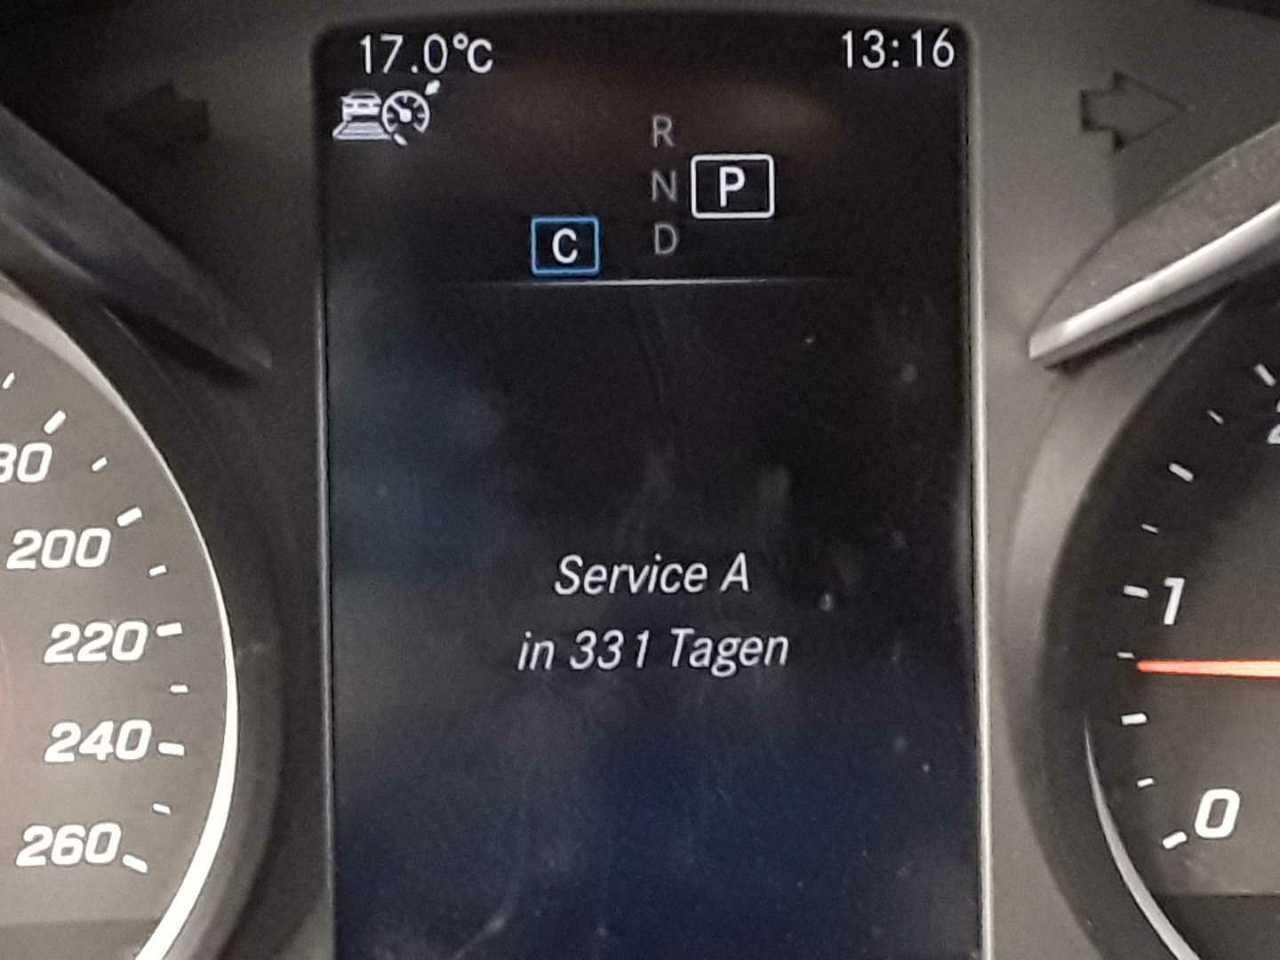 17.0°C 13:16
R
N P
C D
Service A
in 331 Tagen
200
220
240
260
1
0